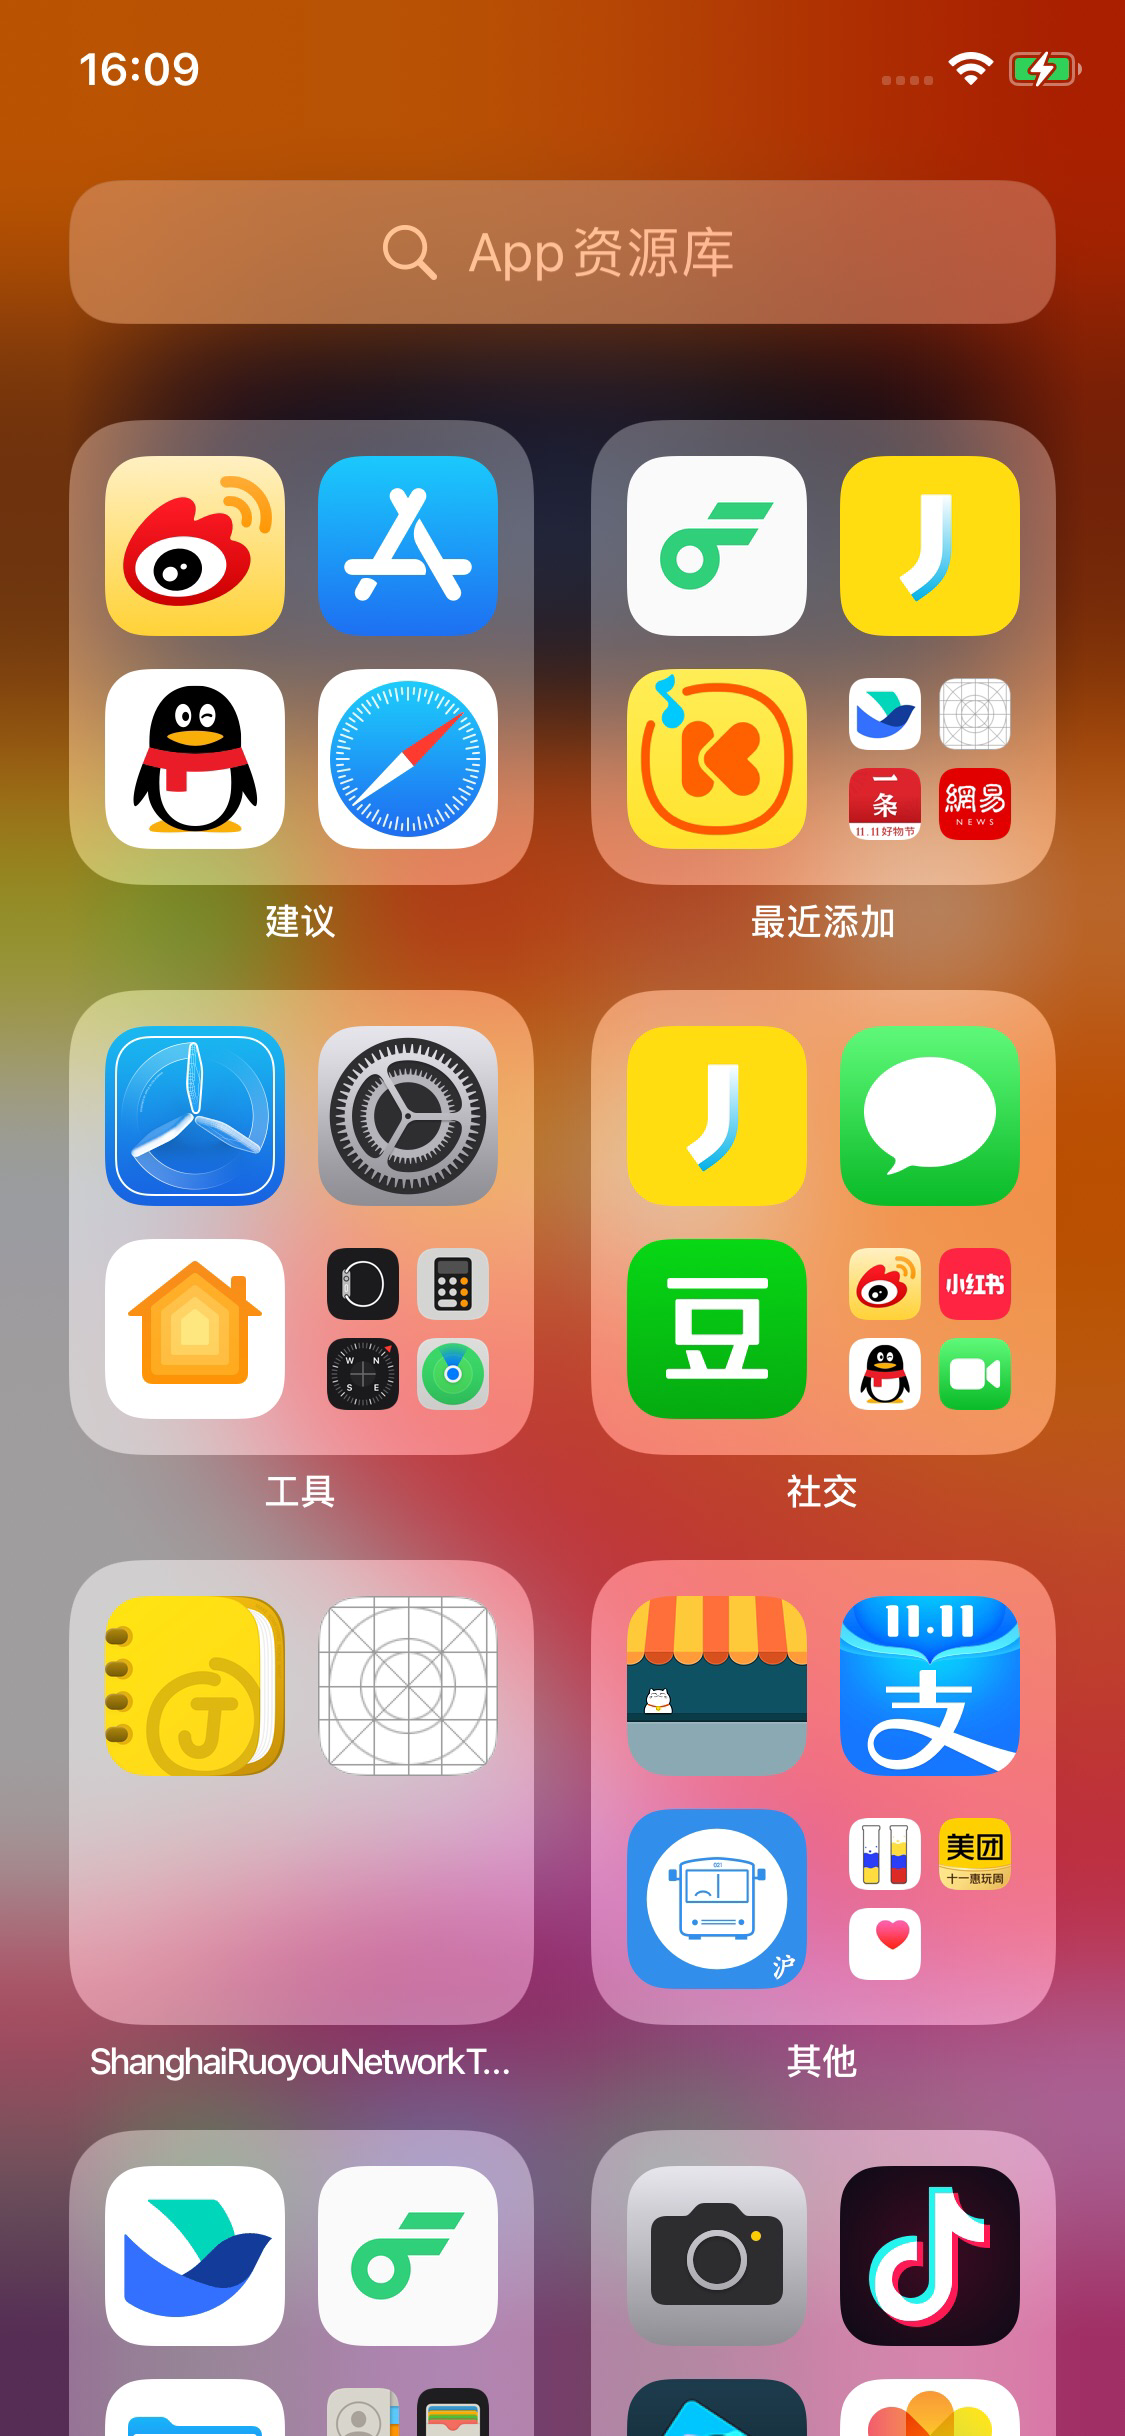 16:09
App资源库
一
条
11.11好物节
網易
NEWS
建议
最近添加
W N
S E
豆
小红书
工具
社交
J
11.11
支
021
沪
美团
十一惠玩周
ShanghaiRuoyouNetworkT...
其他